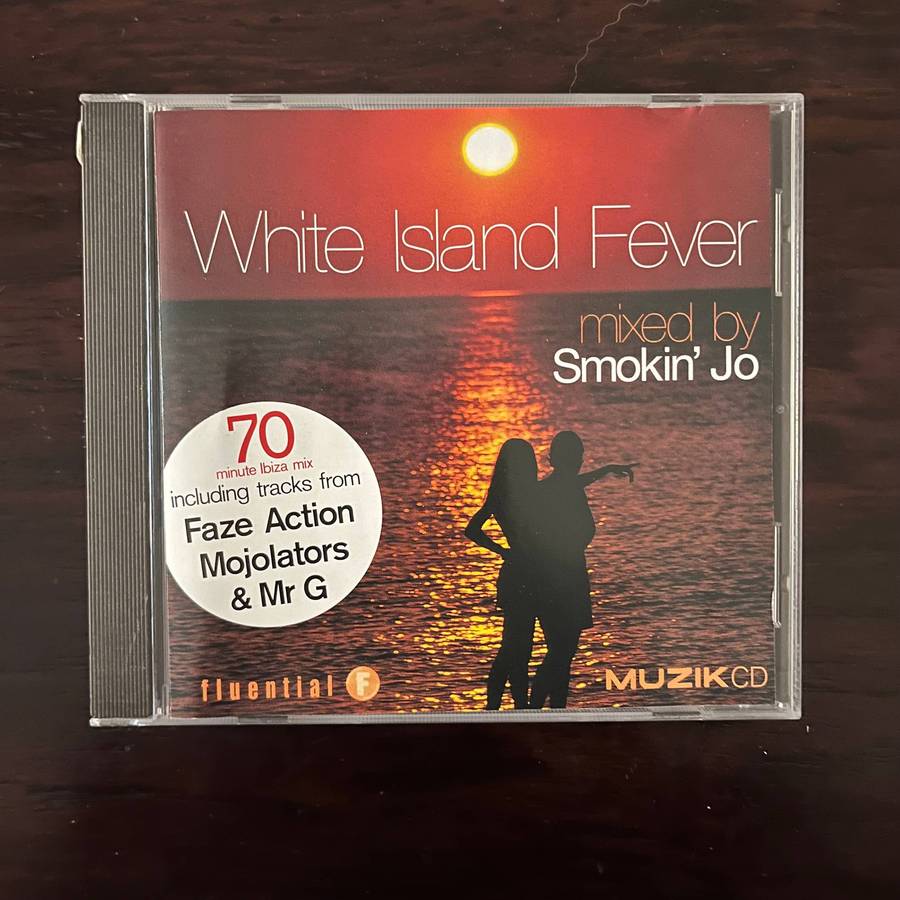 White Island Fever
mixed by
Smokin' Jo
70
minute Ibiza mix
including tracks from
Faze Action
Mojolators
& Mr G
fluential F
MUZIKCD